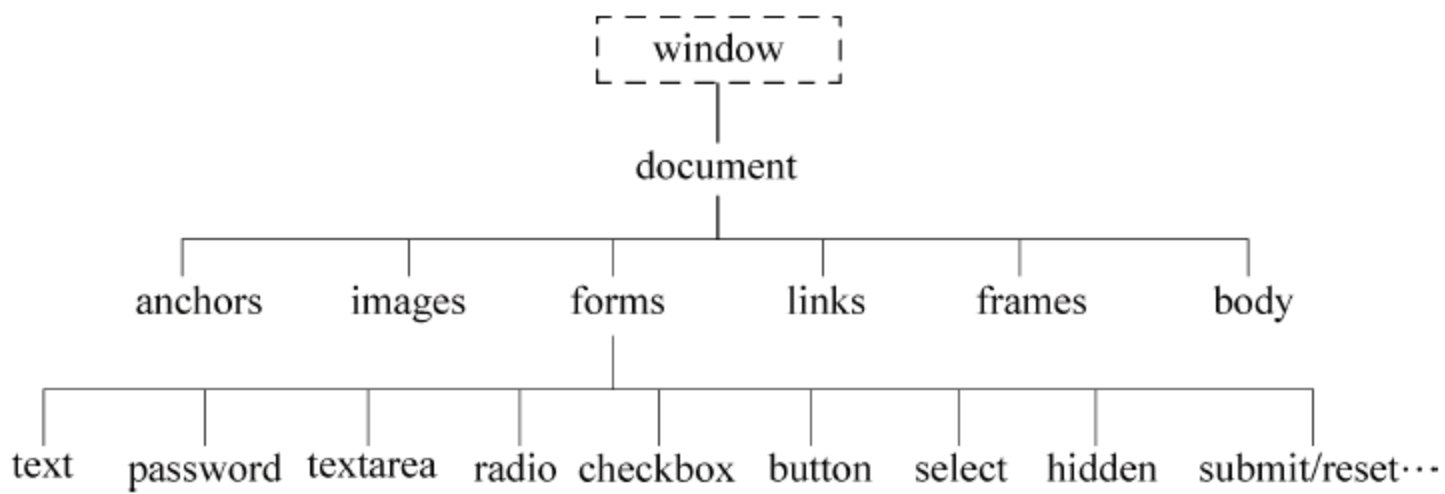 window
document
anchors images forms links frames body
text password textarea radio checkbox button select hidden submit/reset···